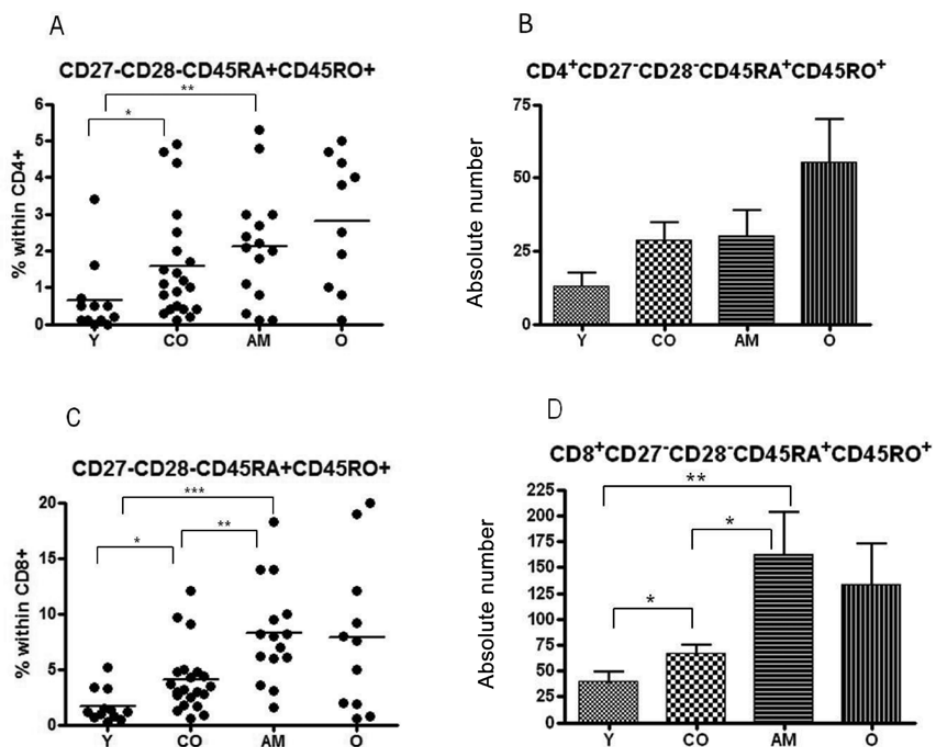 A
CD27-CD28-CD45RA+CD45RO+
**
*
6
5
4
3
2
1
0
% within CD4+
Y CO AM O
B
CD4+CD27-CD28-CD45RA+CD45RO+
75
50
25
0
Absolute number
Y CO AM O
C
CD27-CD28-CD45RA+CD45RO+
***
*
**
20
15
10
5
0
% within CD8+
Y CO AM O
D
CD8+CD27-CD28-CD45RA+CD45RO+
**
*
*
225
200
175
150
125
100
75
50
25
0
Absolute number
Y CO AM O